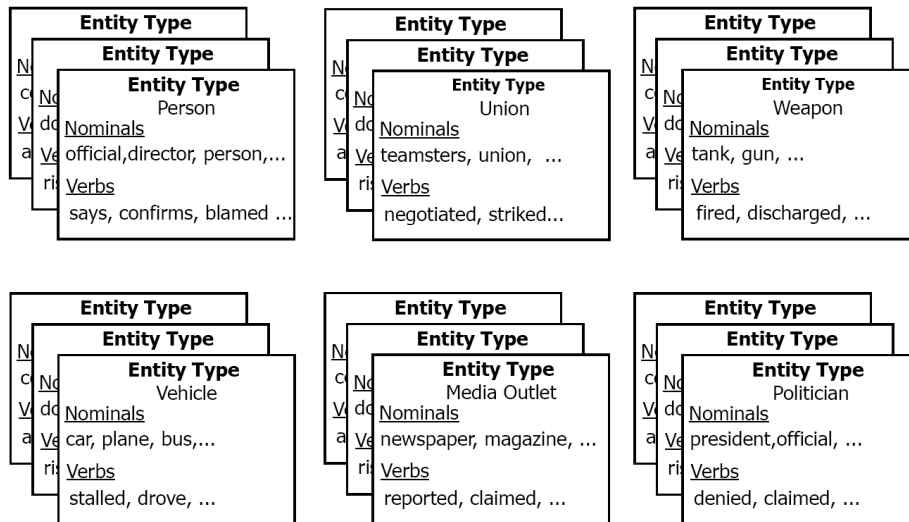 Entity Type
Entity Type
Entity Type
Person
Nominals
official,director, person,...
Verbs
says, confirms, blamed ...
Entity Type
Entity Type
Entity Type
Union
Nominals
teamsters, union, ...
Verbs
negotiated, striked...
Entity Type
Entity Type
Entity Type
Weapon
Nominals
tank, gun, ...
Verbs
fired, discharged, ...
Entity Type
Entity Type
Entity Type
Vehicle
Nominals
car, plane, bus,...
Verbs
stalled, drove, ...
Entity Type
Entity Type
Entity Type
Media Outlet
Nominals
newspaper, magazine, ...
Verbs
reported, claimed, ...
Entity Type
Entity Type
Entity Type
Politician
Nominals
president,official, ...
Verbs
denied, claimed, ...